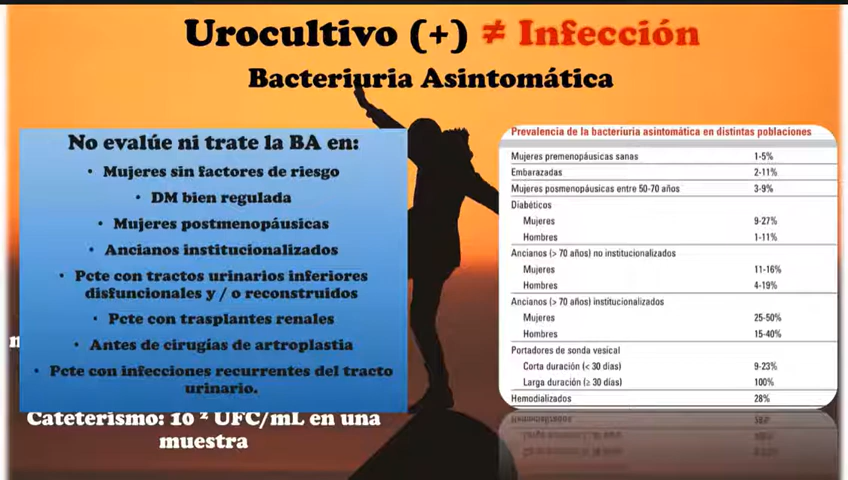 Urocultivo (+) ≠ Infección
Bacteriuria Asintomática
No evalúe ni trate la BA en:
• Mujeres sin factores de riesgo
• DM bien regulada
• Mujeres postmenopáusicas
• Ancianos institucionalizados
• Pcte con tractos urinarios inferiores
disfuncionales y / o reconstruidos
• Pcte con trasplantes renales
• Antes de cirugías de artroplastia
• Pcte con infecciones recurrentes del tracto
urinario.
Cateterismo: 10 ² UFC/mL en una
muestra
Prevalencia de la bacteriuria asintomática en distintas poblaciones
Mujeres premenopáusicas sanas 1-5%
Embarazadas 2-11%
Mujeres posmenopáusicas entre 50-70 años 3-9%
Diabéticos
Mujeres 9-27%
Hombres 1-11%
Ancianos (> 70 años) no institucionalizados
Mujeres 11-16%
Hombres 4-19%
Ancianos (> 70 años) institucionalizados
Mujeres 25-50%
Hombres 15-40%
Portadores de sonda vesical
Corta duración (< 30 días) 9-23%
Larga duración (≥ 30 días) 100%
Hemodializados 28%